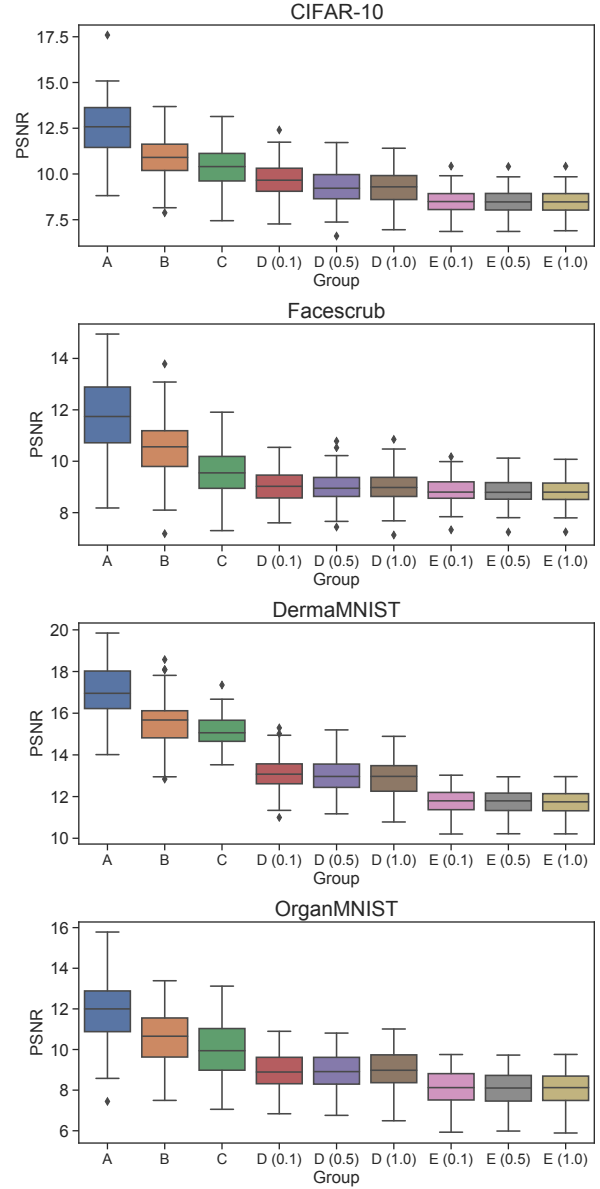 CIFAR-10
17.5
15.0
12.5
10.0
7.5
PSNR
A B C D (0.1) D (0.5) D (1.0) E (0.1) E (0.5) E (1.0)
Group
Facescrub
14
12
10
8
PSNR
A B C D (0.1) D (0.5) D (1.0) E (0.1) E (0.5) E (1.0)
Group
DermaMNIST
20
18
16
14
12
10
PSNR
A B C D (0.1) D (0.5) D (1.0) E (0.1) E (0.5) E (1.0)
Group
OrganMNIST
16
14
12
10
8
6
PSNR
A B C D (0.1) D (0.5) D (1.0) E (0.1) E (0.5) E (1.0)
Group